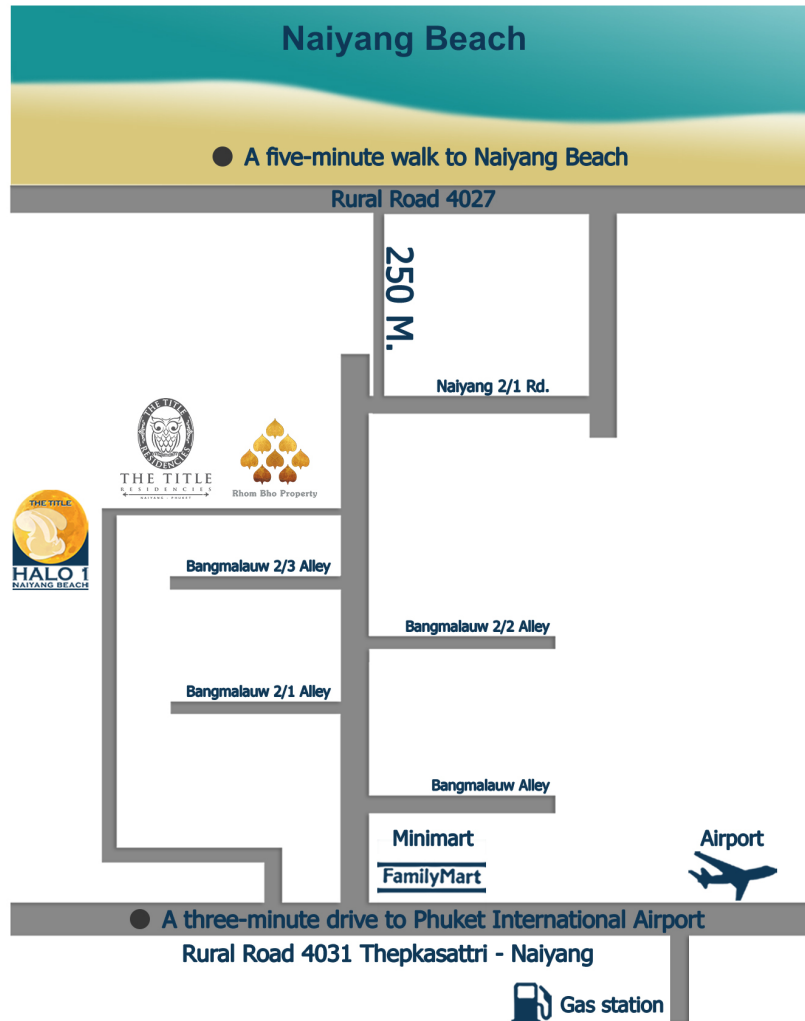 Naiyang Beach
A five-minute walk to Naiyang Beach
Rural Road 4027
250 M.
Naiyang 2/1 Rd.
THE TITLE
RESIDENCIES
THE TITLE
RESIDENCIES
NAIYANG - PHUKET
Rhom Bho Property
THE TITLE
HALO 1
NAIYANG BEACH
Bangmalauw 2/3 Alley
Bangmalauw 2/2 Alley
Bangmalauw 2/1 Alley
Bangmalauw Alley
Minimart
FamilyMart
Airport
A three-minute drive to Phuket International Airport
Rural Road 4031 Thepkasattri - Naiyang
Gas station